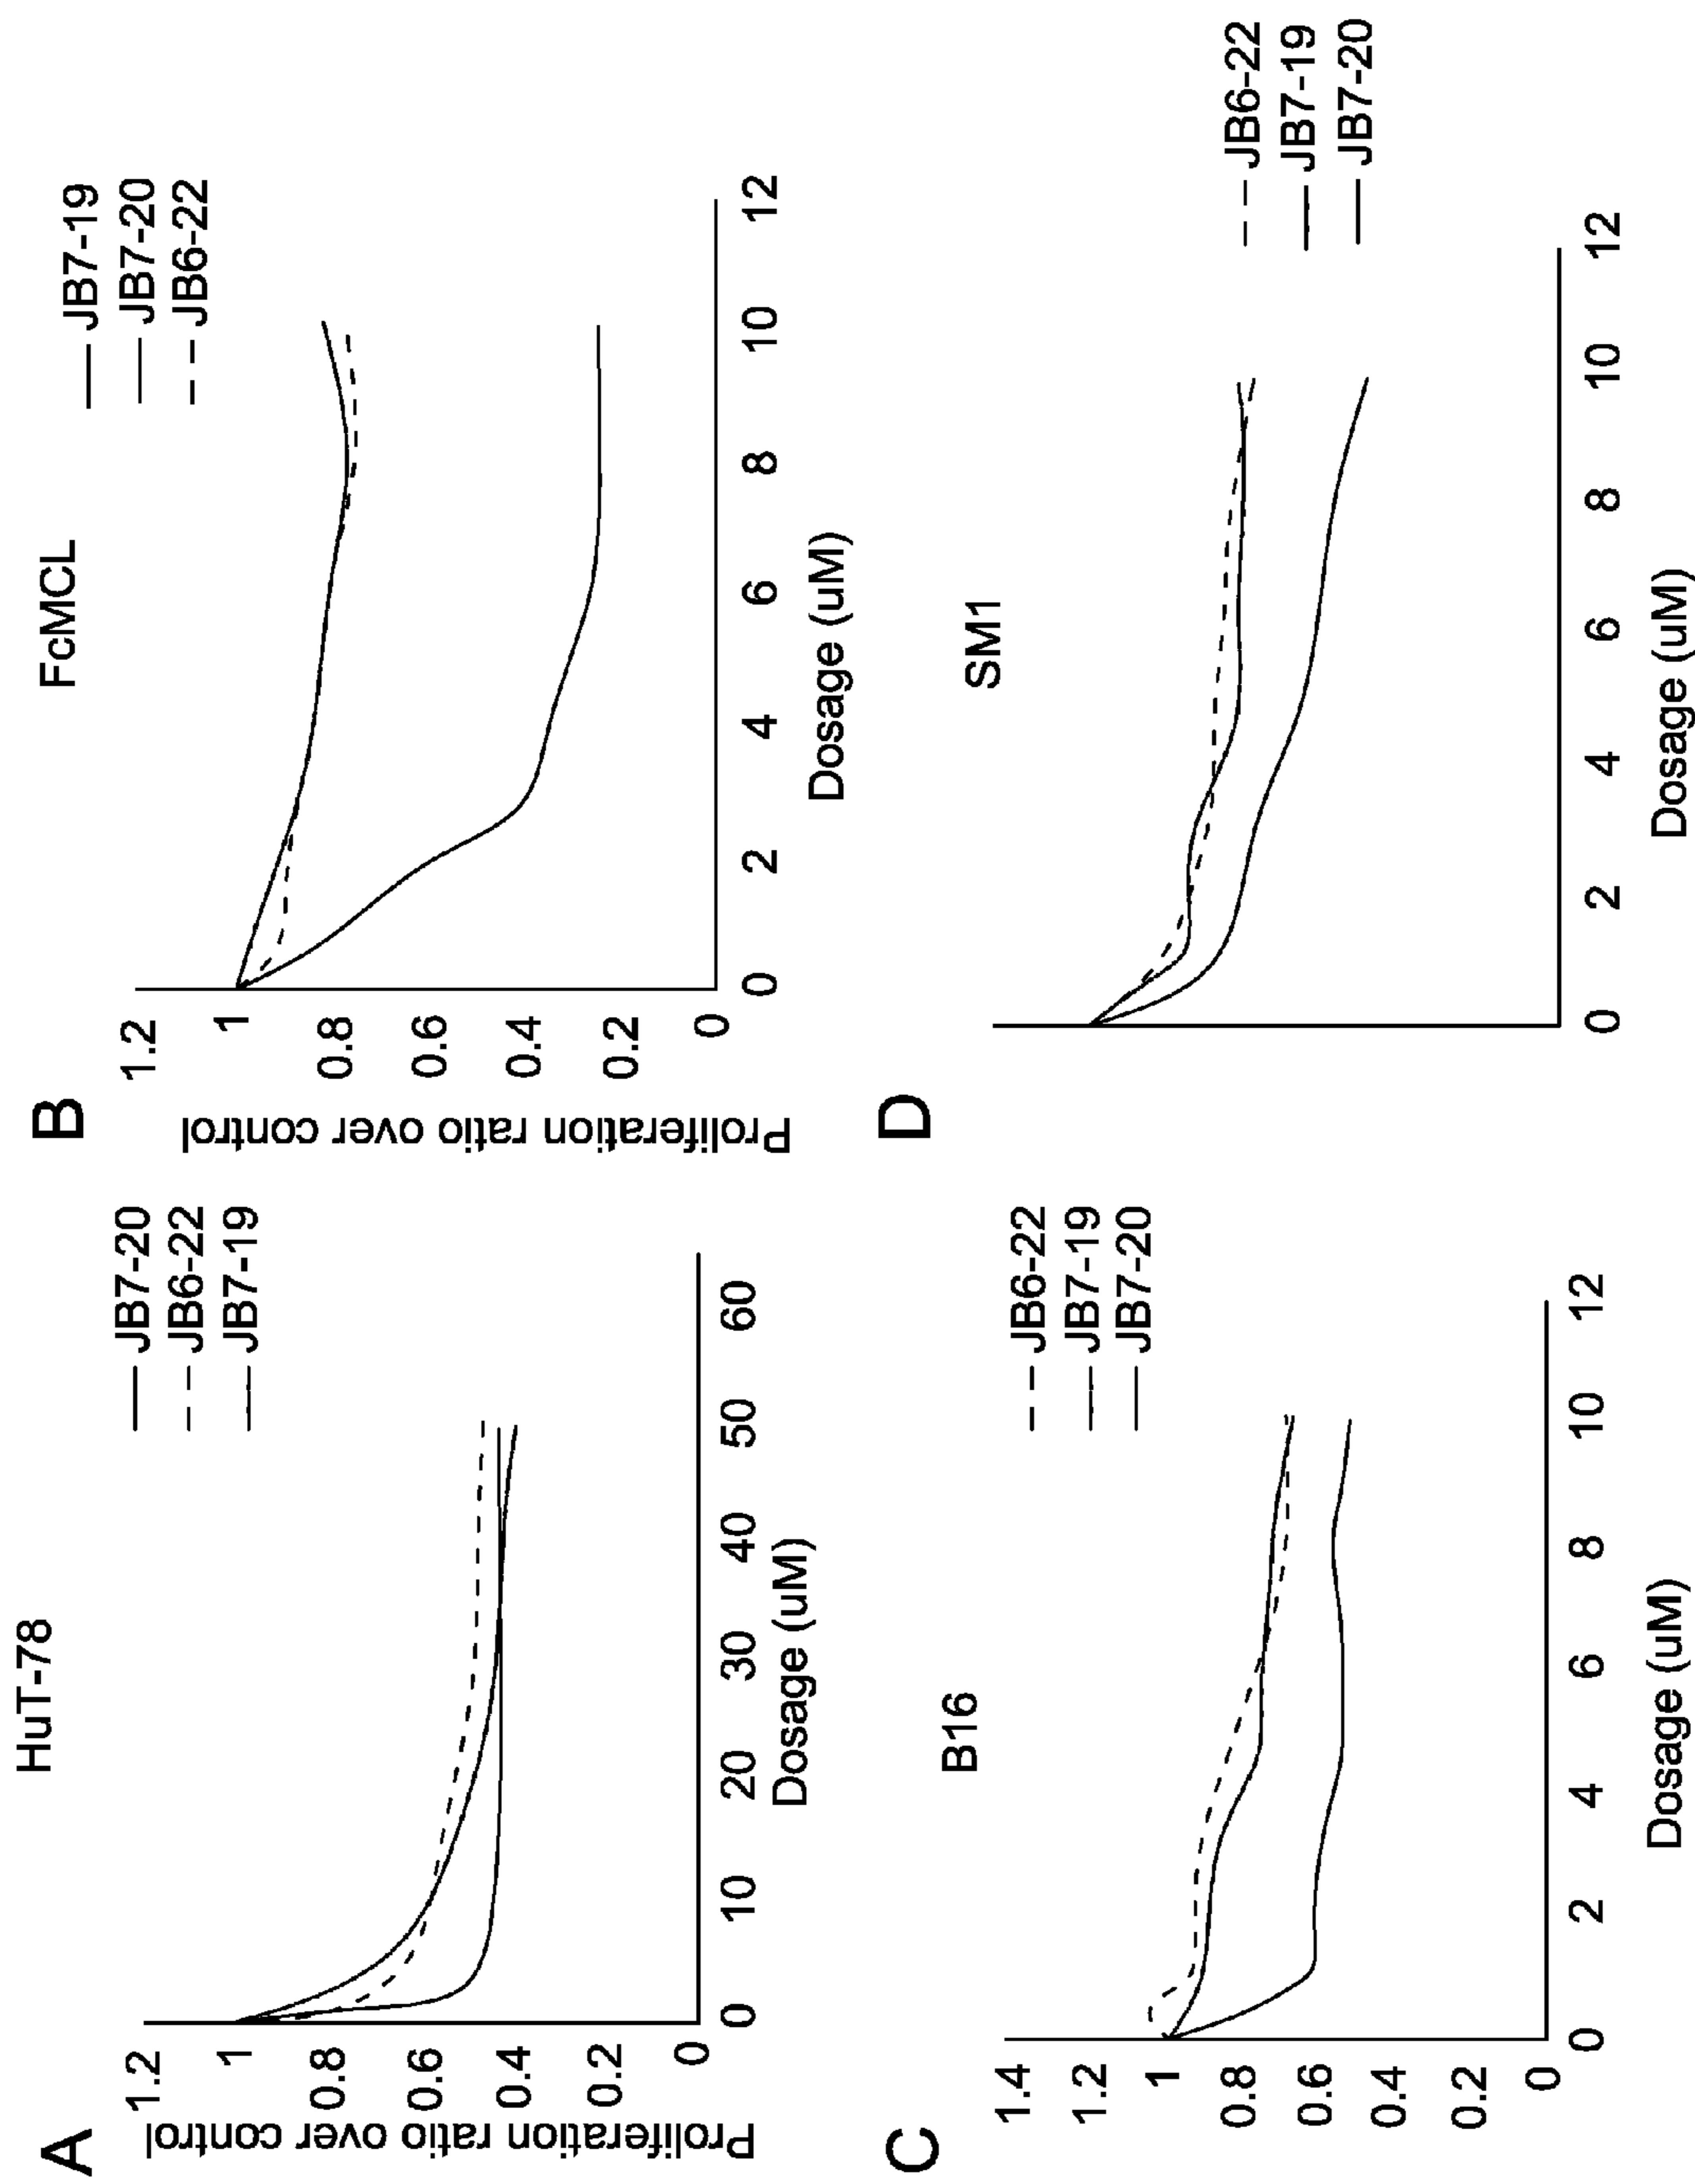 A
HuT-78
Proliferation ratio over control
1.2
1
0.8
0.6
0.4
0.2
0
0 10 20 30 40 50 60
Dosage (uM)
JB7-20
JB6-22
JB7-19
B
FcMCL
Proliferation ratio over control
1.2
1
0.8
0.6
0.4
0.2
0
0 2 4 6 8 10 12
Dosage (uM)
JB7-19
JB7-20
JB6-22
C
B16
1.4
1.2
1
0.8
0.6
0.4
0.2
0
0 2 4 6 8 10 12
Dosage (uM)
JB6-22
JB7-19
JB7-20
D
SM1
0 2 4 6 8 10 12
Dosage (uM)
JB6-22
JB7-19
JB7-20